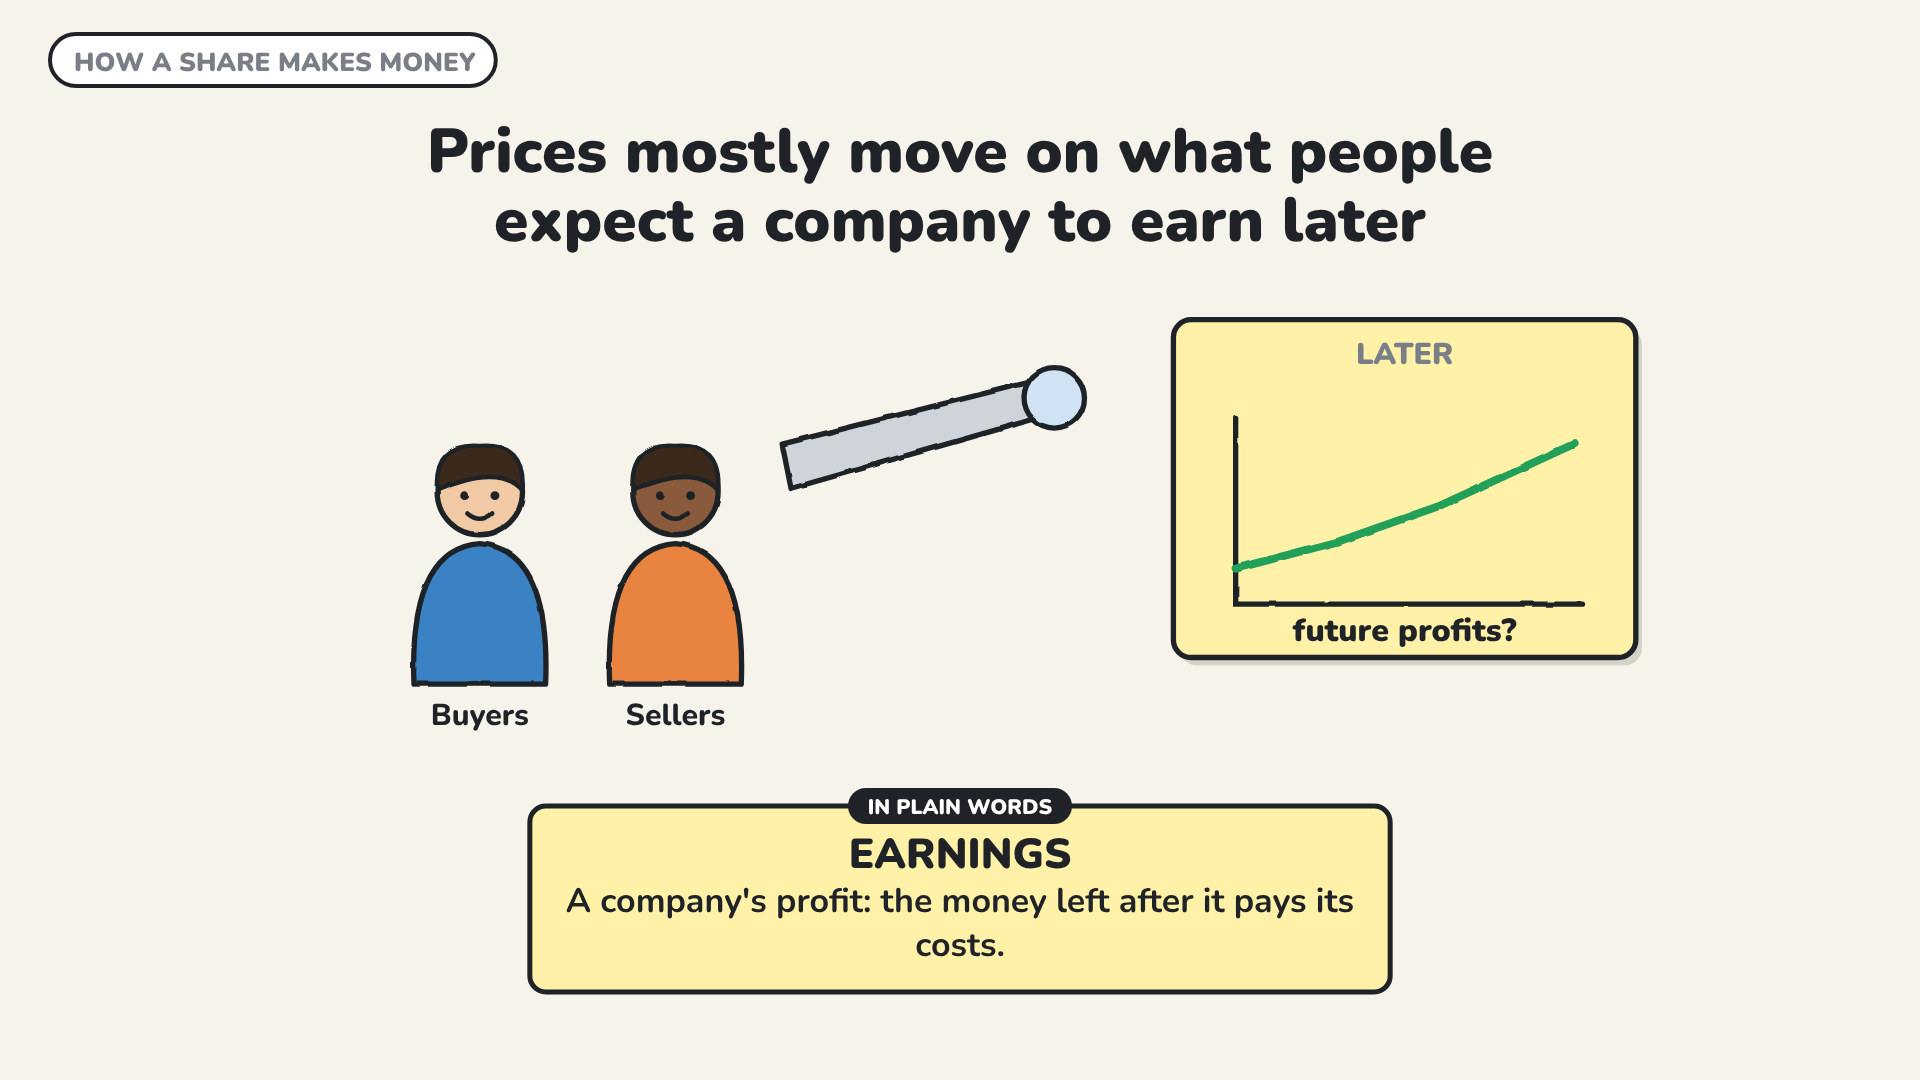 HOW A SHARE MAKES MONEY
Prices mostly move on what people
expect a company to earn later
LATER
future profits?
Buyers
Sellers
IN PLAIN WORDS
EARNINGS
A company's profit: the money left after it pays its
costs.